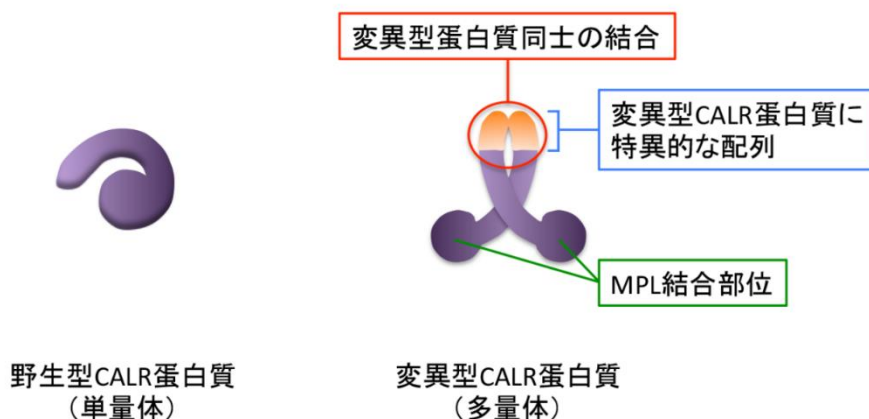 変異型蛋白質同士の結合
変異型CALR蛋白質に
特異的な配列
MPL結合部位
野生型CALR蛋白質
（単量体）
変異型CALR蛋白質
（多量体）